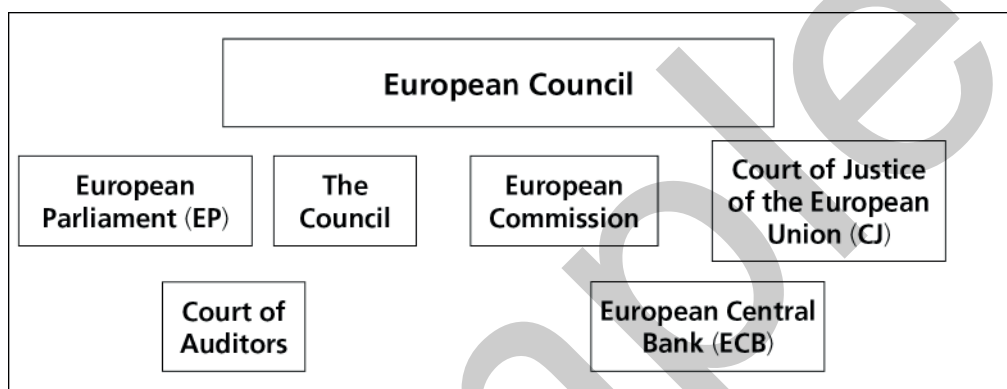 European Council
European
Parliament (EP)
The
Council
European
Commission
Court of Justice
of the European
Union (CJ)
Court of
Auditors
European Central
Bank (ECB)